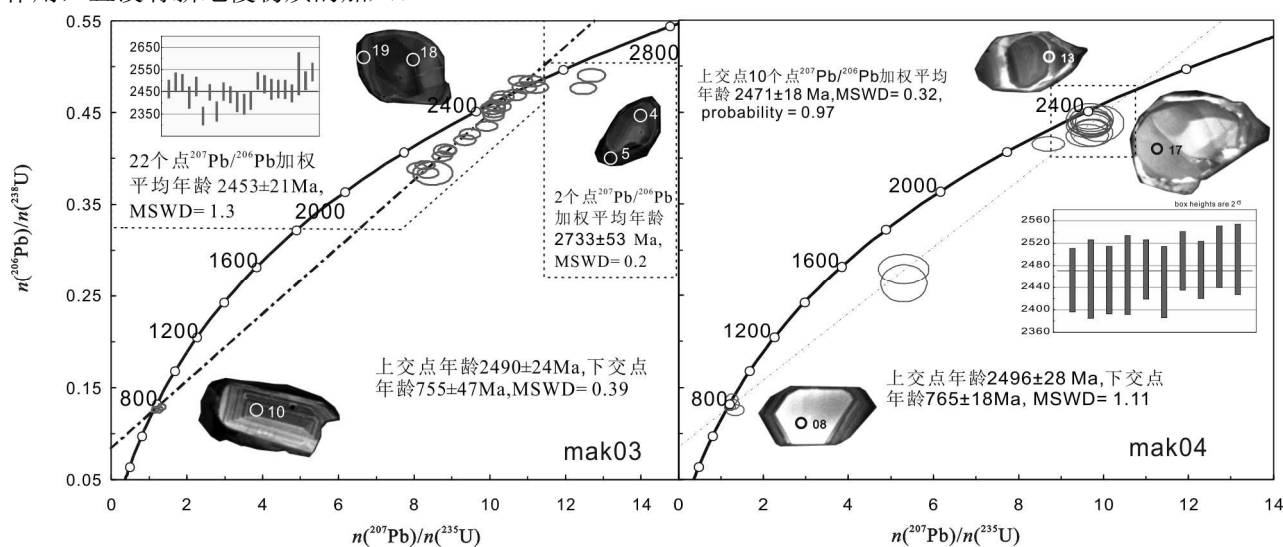 0.55
0.45
0.35
0.25
0.15
0.05
n(²⁰⁶Pb)/n(²³⁸U)
2650
2550
2450
2350
22个点²⁰⁷Pb/²⁰⁶Pb加权
平均年龄 2453±21Ma,
MSWD= 1.3
19
18
2800
2400
2000
1600
1200
800
4
5
2个点²⁰⁷Pb/²⁰⁶Pb
加权平均年龄
2733±53 Ma,
MSWD= 0.2
上交点年龄2490±24Ma,下交点
年龄755±47Ma,MSWD= 0.39
10
mak03
0 2 4 6 8 10 12 14
n(²⁰⁷Pb)/n(²³⁵U)
上交点10个点²⁰⁷Pb/²⁰⁶Pb加权平均
年龄 2471±18 Ma,MSWD= 0.32,
probability = 0.97
13
2400
17
2000
1600
1200
800
box heights are 2σ
2560
2520
2480
2440
2400
2360
上交点年龄2496±28 Ma,下交点
年龄765±18Ma, MSWD= 1.11
08
mak04
0 2 4 6 8 10 12 14
n(²⁰⁷Pb)/n(²³⁵U)